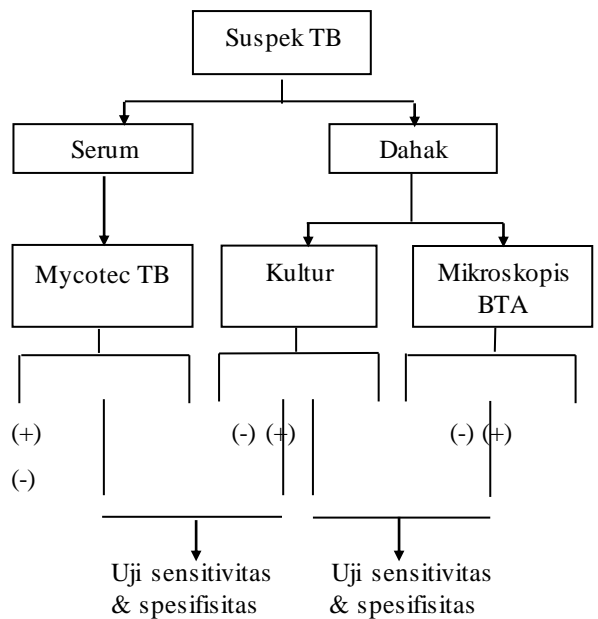 Suspek TB
Serum
Dahak
Mycotec TB
Kultur
Mikroskopis
BTA
(+)
(-) (+)
(-) (+)
(-)
Uji sensitivitas
& spesifisitas
Uji sensitivitas
& spesifisitas